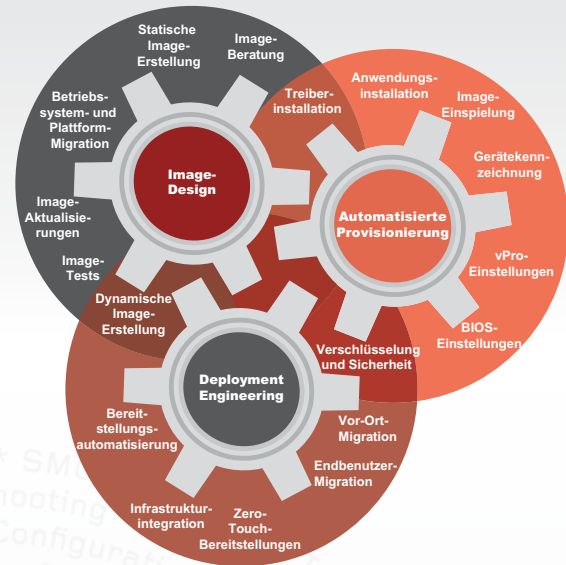 Statische
Image-
Erstellung
Image-
Beratung
Betriebs-
system- und
Plattform-
Migration
Image-
Aktualisie-
rungen
Image-
Tests
Dynamische
Image-
Erstellung
Image-
Design
Treiber-
installation
Anwendungs-
installation
Image-
Einspielung
Gerätekenn-
zeichnung
Automatisierte
Provisionierung
vPro-
Einstellungen
BIOS-
Einstellungen
Verschlüsselung
und Sicherheit
Deployment
Engineering
Bereit-
stellungs-
automatisierung
Infrastruktur-
integration
Zero-
Touch-
Bereitstellungen
Vor-Ort-
Migration
Endbenutzer-
Migration